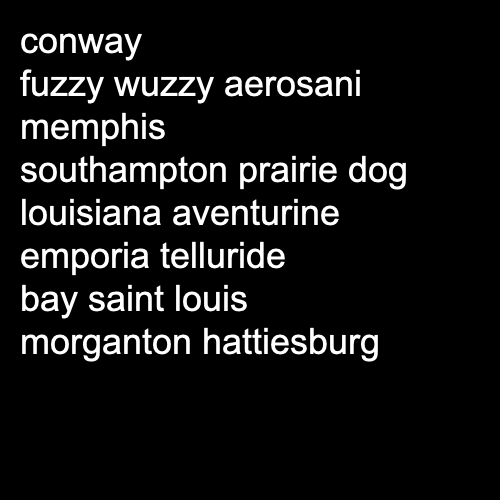 conway
fuzzy wuzzy aerosani
memphis
southampton prairie dog
louisiana aventurine
emporia telluride
bay saint louis
morganton hattiesburg